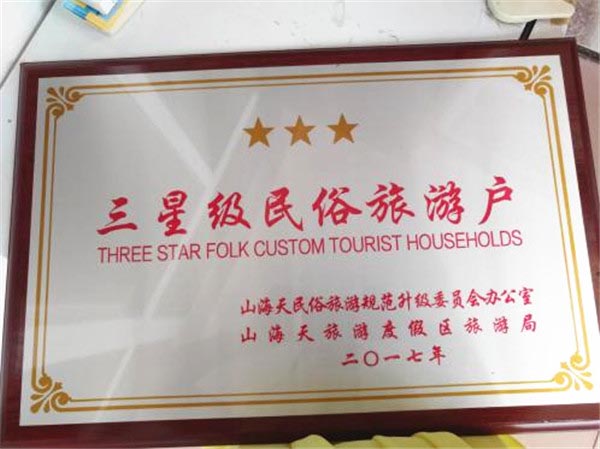 三星级民俗旅游户
THREE STAR FOLK CUSTOM TOURIST HOUSEHOLDS
山海天民俗旅游规范升级委员会办公室
山海天旅游度假区旅游局
二〇一七年